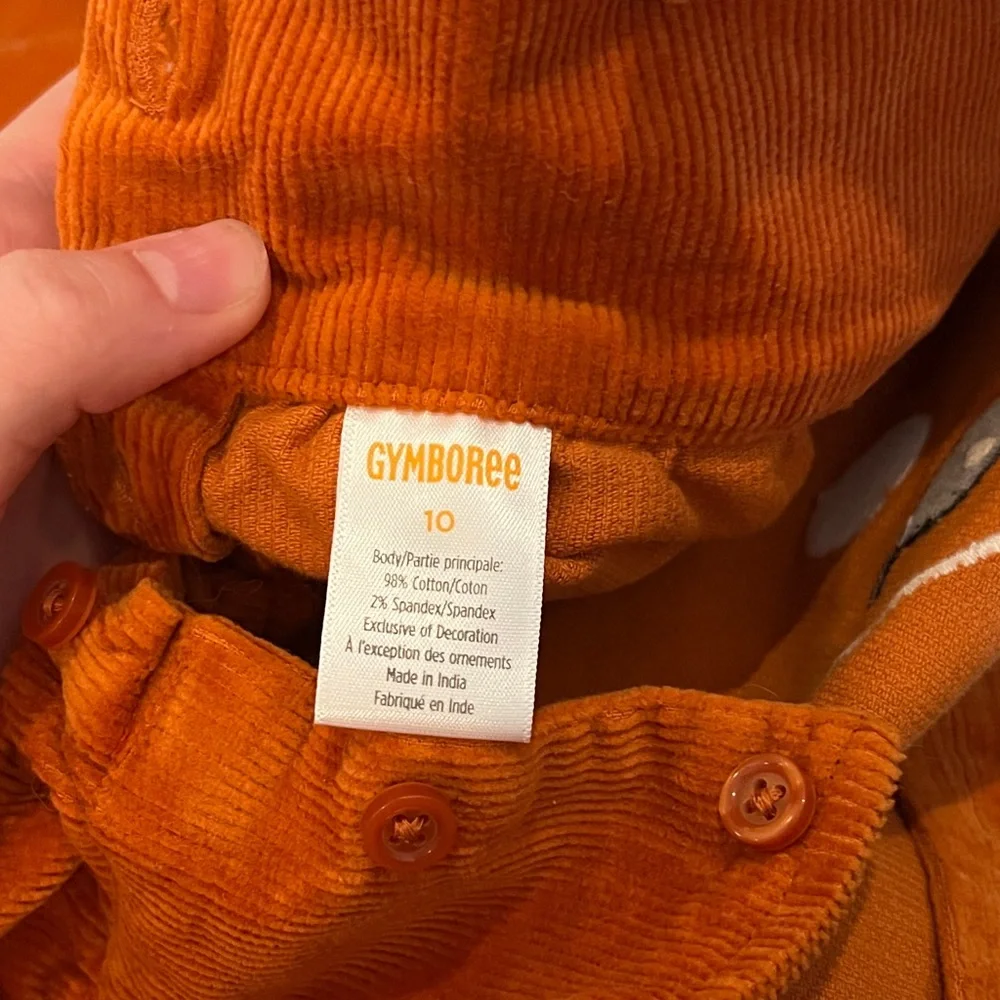 GYMBORee
10
Body/Partie principale:
98% Cotton/Coton
2% Spandex/Spandex
Exclusive of Decoration
À l'exception des ornements
Made in India
Fabriqué en Inde